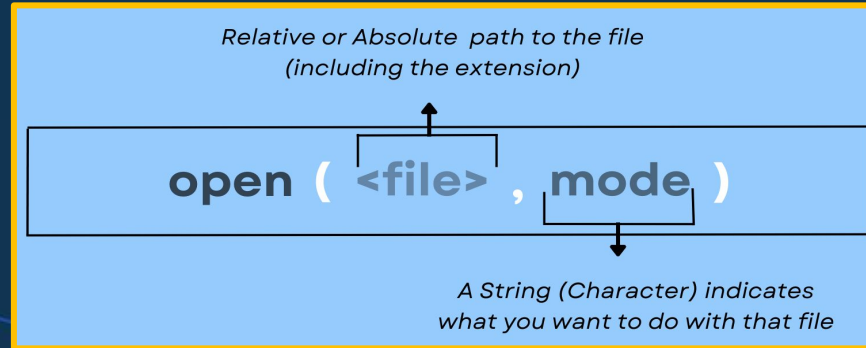 Relative or Absolute path to the file
(including the extension)
open ( <file> , mode )
A String (Character) indicates
what you want to do with that file